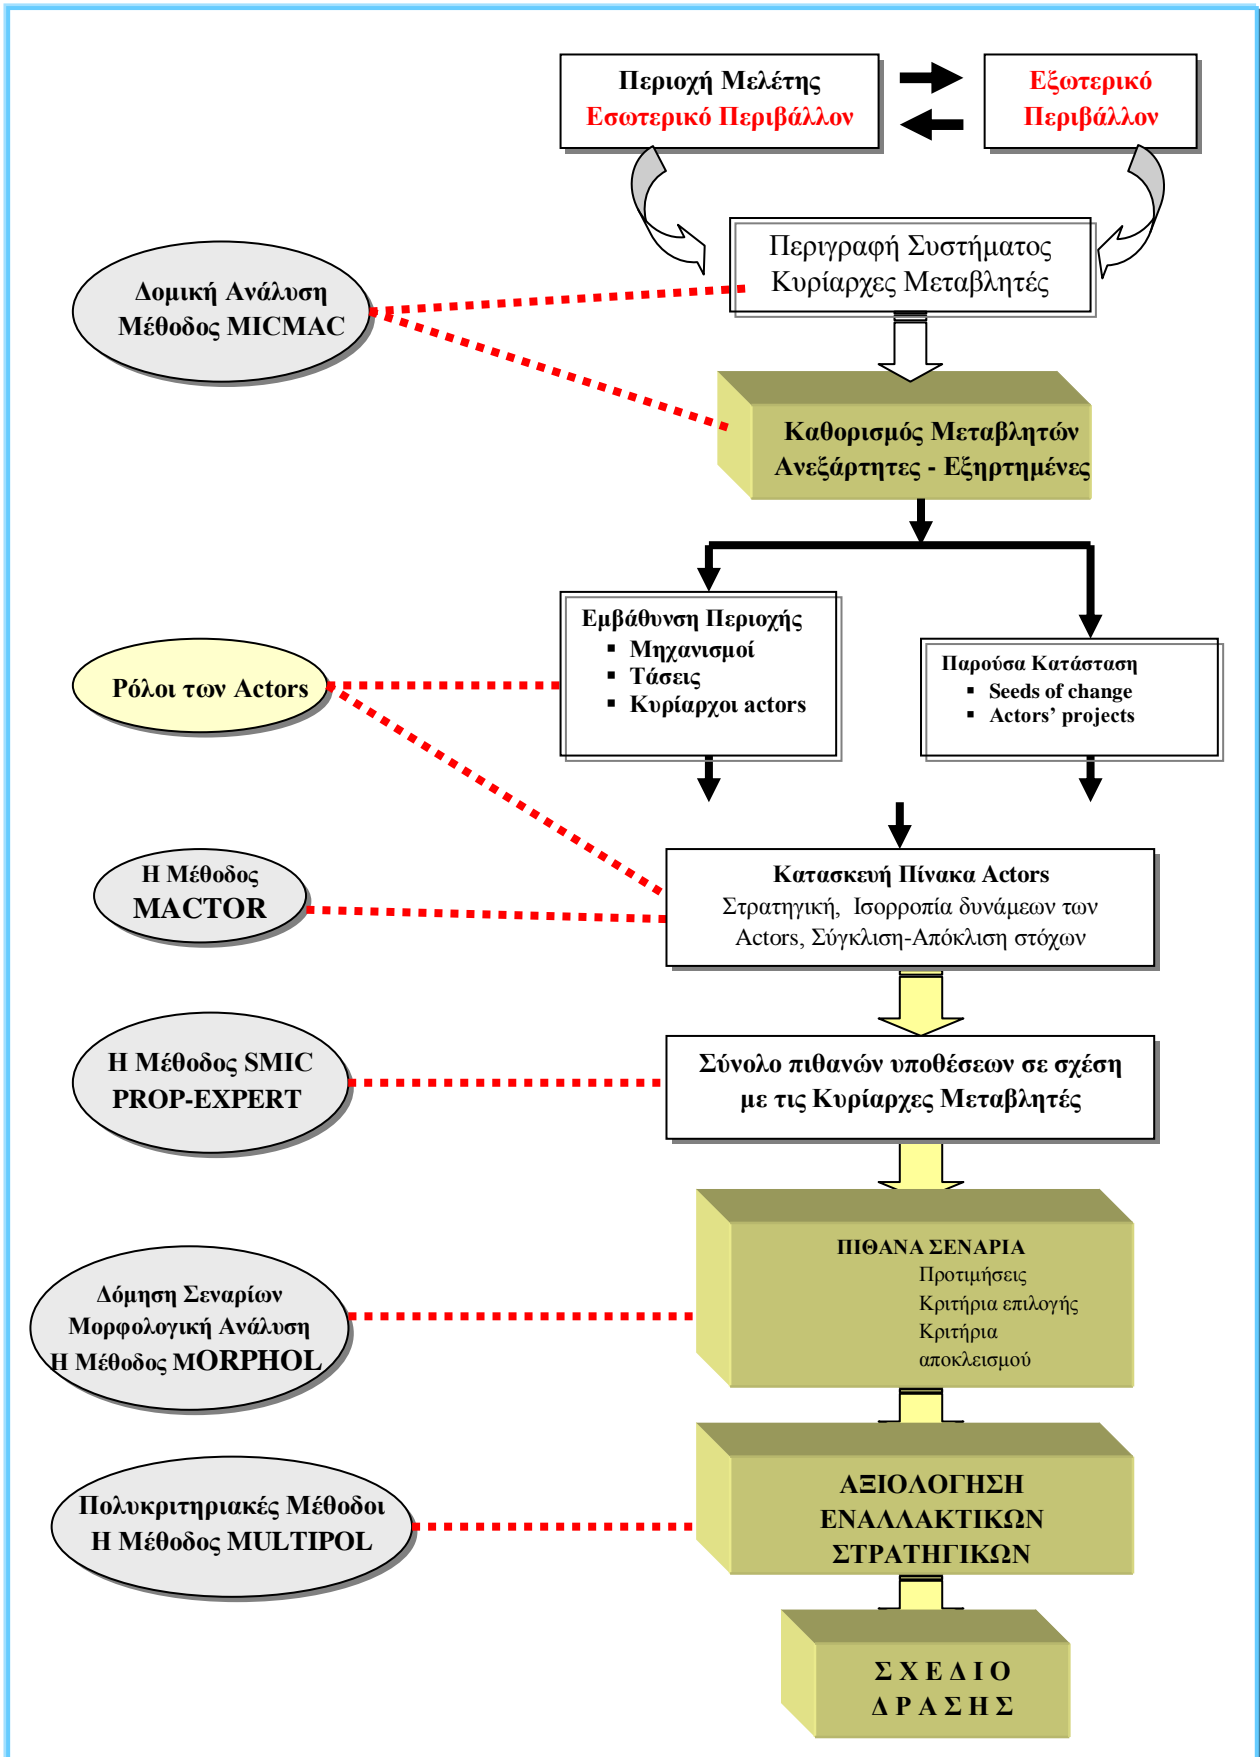 Περιοχή Μελέτης
Εσωτερικό Περιβάλλον
Εξωτερικό
Περιβάλλον
Περιγραφή Συστήματος
Κυρίαρχες Μεταβλητές
Δομική Ανάλυση
Μέθοδος MICMAC
Καθορισμός Μεταβλητών
Ανεξάρτητες - Εξηρτημένες
Εμβάθυνση Περιοχής
▪ Μηχανισμοί
▪ Τάσεις
▪ Κυρίαρχοι actors
Παρούσα Κατάσταση
▪ Seeds of change
▪ Actors’ projects
Ρόλοι των Actors
Η Μέθοδος
MACTOR
Κατασκευή Πίνακα Actors
Στρατηγική, Ισορροπία δυνάμεων των
Actors, Σύγκλιση-Απόκλιση στόχων
Η Μέθοδος SMIC
PROP-EXPERT
Σύνολο πιθανών υποθέσεων σε σχέση
με τις Κυρίαρχες Μεταβλητές
ΠΙΘΑΝΑ ΣΕΝΑΡΙΑ
Προτιμήσεις
Κριτήρια επιλογής
Κριτήρια
αποκλεισμού
Δόμηση Σεναρίων
Μορφολογική Ανάλυση
Η Μέθοδος MORPHOL
Πολυκριτηριακές Μέθοδοι
Η Μέθοδος MULTIPOL
ΑΞΙΟΛΟΓΗΣΗ
ΕΝΑΛΛΑΚΤΙΚΩΝ
ΣΤΡΑΤΗΓΙΚΩΝ
Σ Χ Ε Δ Ι Ο
Δ Ρ Α Σ Η Σ